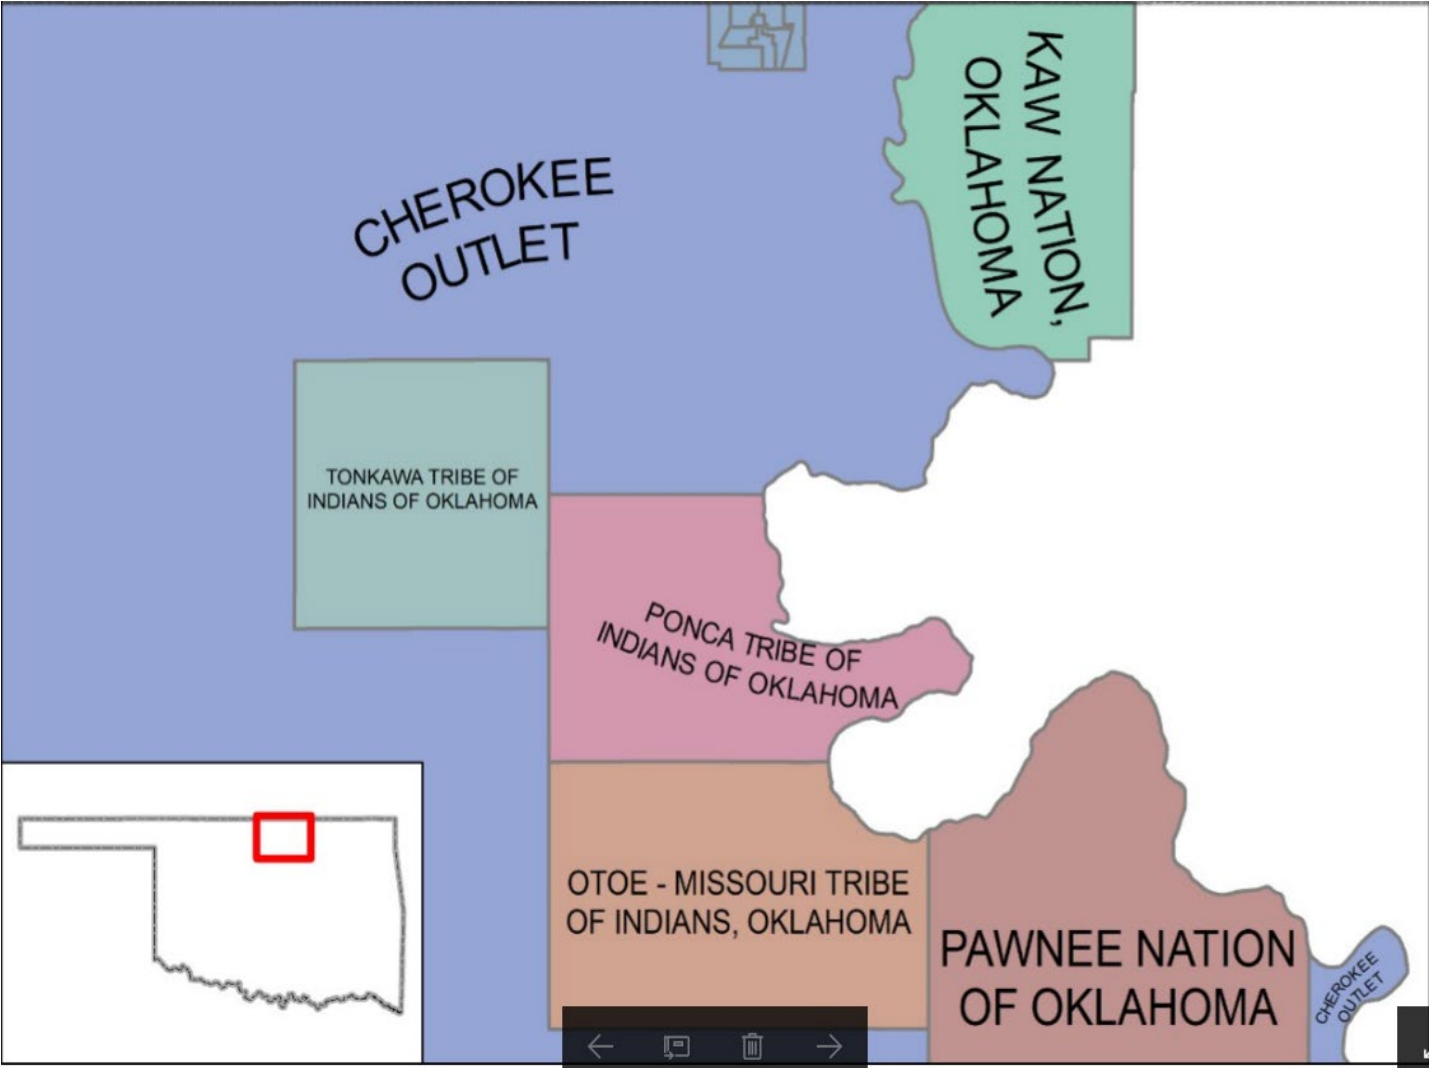 KAW NATION,
OKLAHOMA
CHEROKEE
OUTLET
TONKAWA TRIBE OF
INDIANS OF OKLAHOMA
PONCA TRIBE OF
INDIANS OF OKLAHOMA
OTOE - MISSOURI TRIBE
OF INDIANS, OKLAHOMA
PAWNEE NATION
OF OKLAHOMA
CHEROKEE
OUTLET